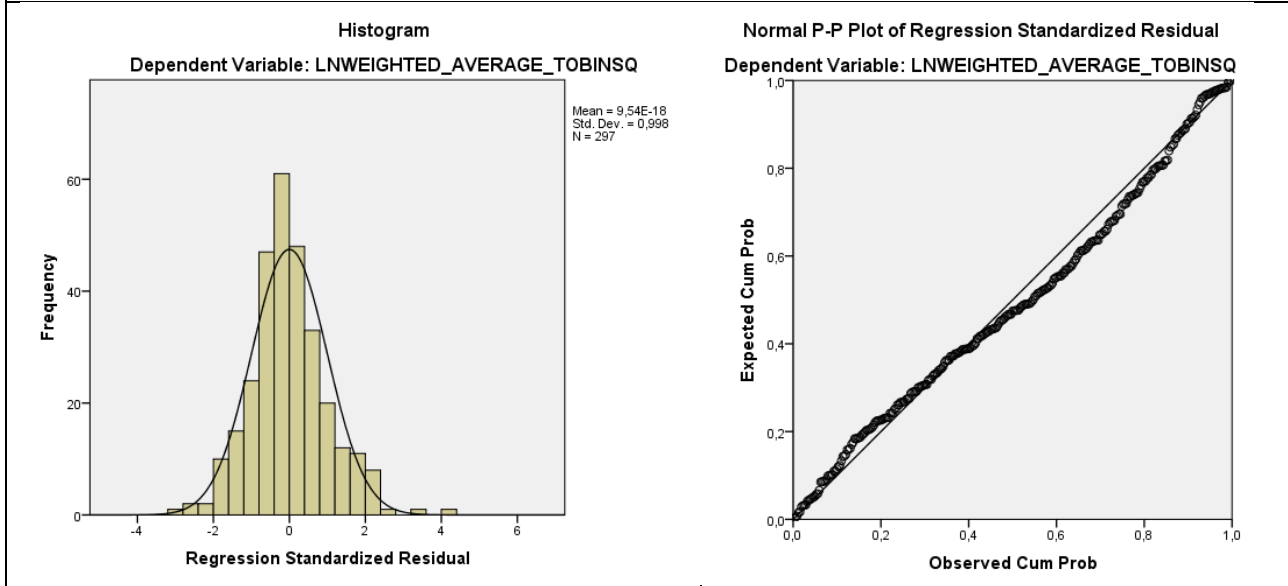 Histogram
Dependent Variable: LNWEIGHTED_AVERAGE_TOBINSQ
Mean = 9,54E-18
Std. Dev. = 0,998
N = 297
Frequency
60
40
20
0
-4
-2
0
2
4
6
Regression Standardized Residual
Normal P-P Plot of Regression Standardized Residual
Dependent Variable: LNWEIGHTED_AVERAGE_TOBINSQ
Expected Cum Prob
1,0
0,8
0,6
0,4
0,2
0,0
0,0
0,2
0,4
0,6
0,8
1,0
Observed Cum Prob